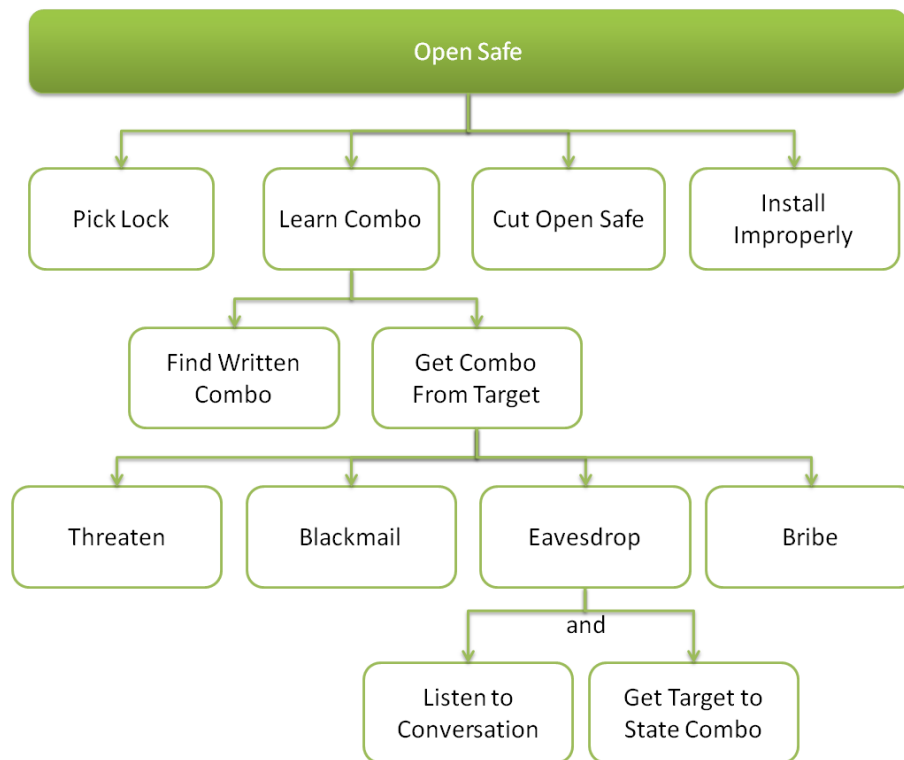 Open Safe
Pick Lock
Learn Combo
Cut Open Safe
Install
Improperly
Find Written
Combo
Get Combo
From Target
Threaten
Blackmail
Eavesdrop
Bribe
and
Listen to
Conversation
Get Target to
State Combo